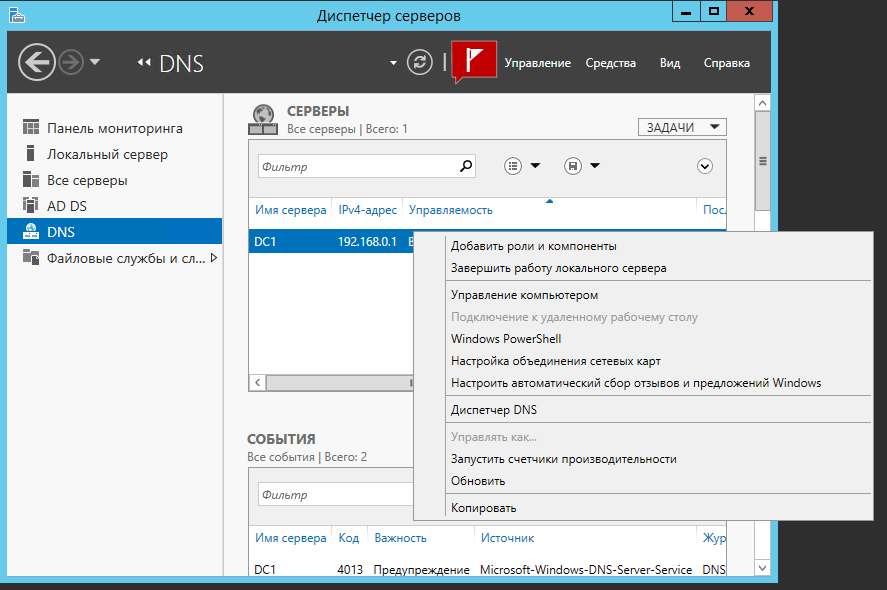 Диспетчер серверов
DNS
Управление Средства Вид Справка
Панель мониторинга
Локальный сервер
Все серверы
AD DS
DNS
Файловые службы и сл...
СЕРВЕРЫ
Все серверы | Всего: 1
ЗАДАЧИ
Фильтр
Имя сервера IPv4-адрес Управляемость Пос
DC1 192.168.0.1
Добавить роли и компоненты
Завершить работу локального сервера
Управление компьютером
Подключение к удаленному рабочему столу
Windows PowerShell
Настройка объединения сетевых карт
Настроить автоматический сбор отзывов и предложений Windows
Диспетчер DNS
Управлять как...
Запустить счетчики производительности
Обновить
Копировать
СОБЫТИЯ
Все события | Всего: 2
Фильтр
Имя сервера Код Важность Источник Жур
DC1 4013 Предупреждение Microsoft-Windows-DNS-Server-Service DNS